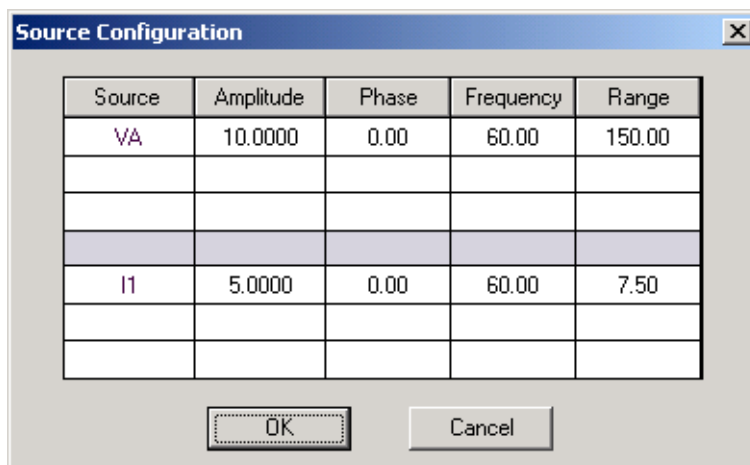 Source Configuration
Source Amplitude Phase Frequency Range
VA 10.0000 0.00 60.00 150.00
I1 5.0000 0.00 60.00 7.50
OK Cancel